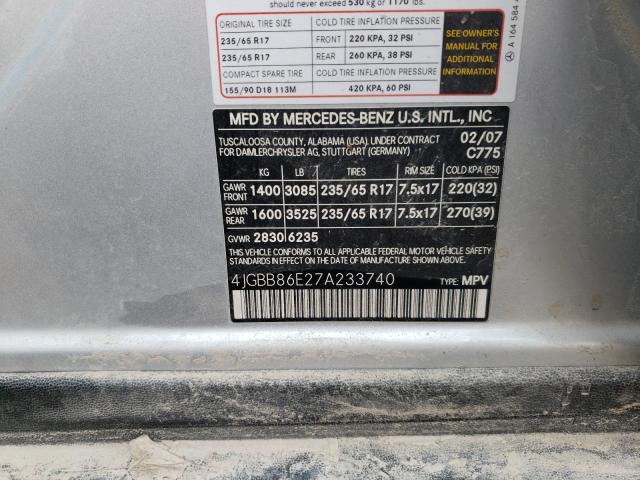 should never exceed 530 kg or 1170 lbs.
ORIGINAL TIRE SIZE COLD TIRE INFLATION PRESSURE
235/65 R17 FRONT 220 KPA, 32 PSI
235/65 R17 REAR 260 KPA, 38 PSI
COMPACT SPARE TIRE COLD TIRE INFLATION PRESSURE
155/90 D18 113M 420 KPA, 60 PSI
SEE OWNER'S
MANUAL FOR
ADDITIONAL
INFORMATION
A 164 584
MFD BY MERCEDES-BENZ U.S. INTL., INC
TUSCALOOSA COUNTY, ALABAMA (USA), UNDER CONTRACT 02/07
FOR DAIMLERCHRYSLER AG, STUTTGART (GERMANY) C775
KG LB TIRES RIM SIZE COLD KPA (PSI)
GAWR FRONT 1400 3085 235/65 R17 7.5x17 220(32)
GAWR REAR 1600 3525 235/65 R17 7.5x17 270(39)
GVWR 2830 6235
THIS VEHICLE CONFORMS TO ALL APPLICABLE FEDERAL MOTOR VEHICLE SAFETY
STANDARDS IN EFFECT ON THE DATE OF MANUFACTURE SHOWN ABOVE.
4JGBB86E27A233740 TYPE: MPV